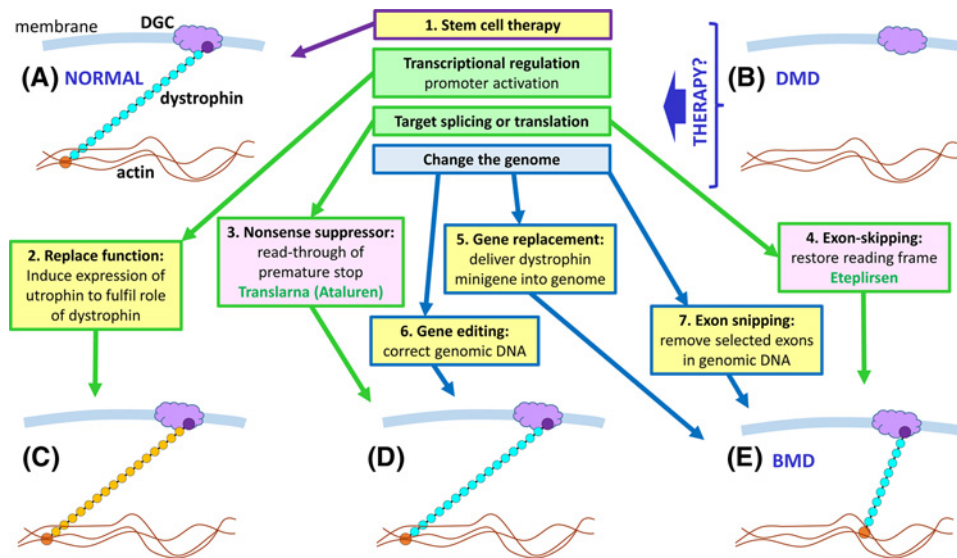 membrane
DGC
(A) NORMAL
dystrophin
actin
1. Stem cell therapy
Transcriptional regulation
promoter activation
Target splicing or translation
Change the genome
THERAPY?
(B) DMD
2. Replace function:
Induce expression of
utrophin to fulfil role
of dystrophin
3. Nonsense suppressor:
read-through of
premature stop
Translarna (Ataluren)
5. Gene replacement:
deliver dystrophin
minigene into genome
4. Exon-skipping:
restore reading frame
Eteplirsen
6. Gene editing:
correct genomic DNA
7. Exon snipping:
remove selected exons
in genomic DNA
(C)
(D)
(E) BMD